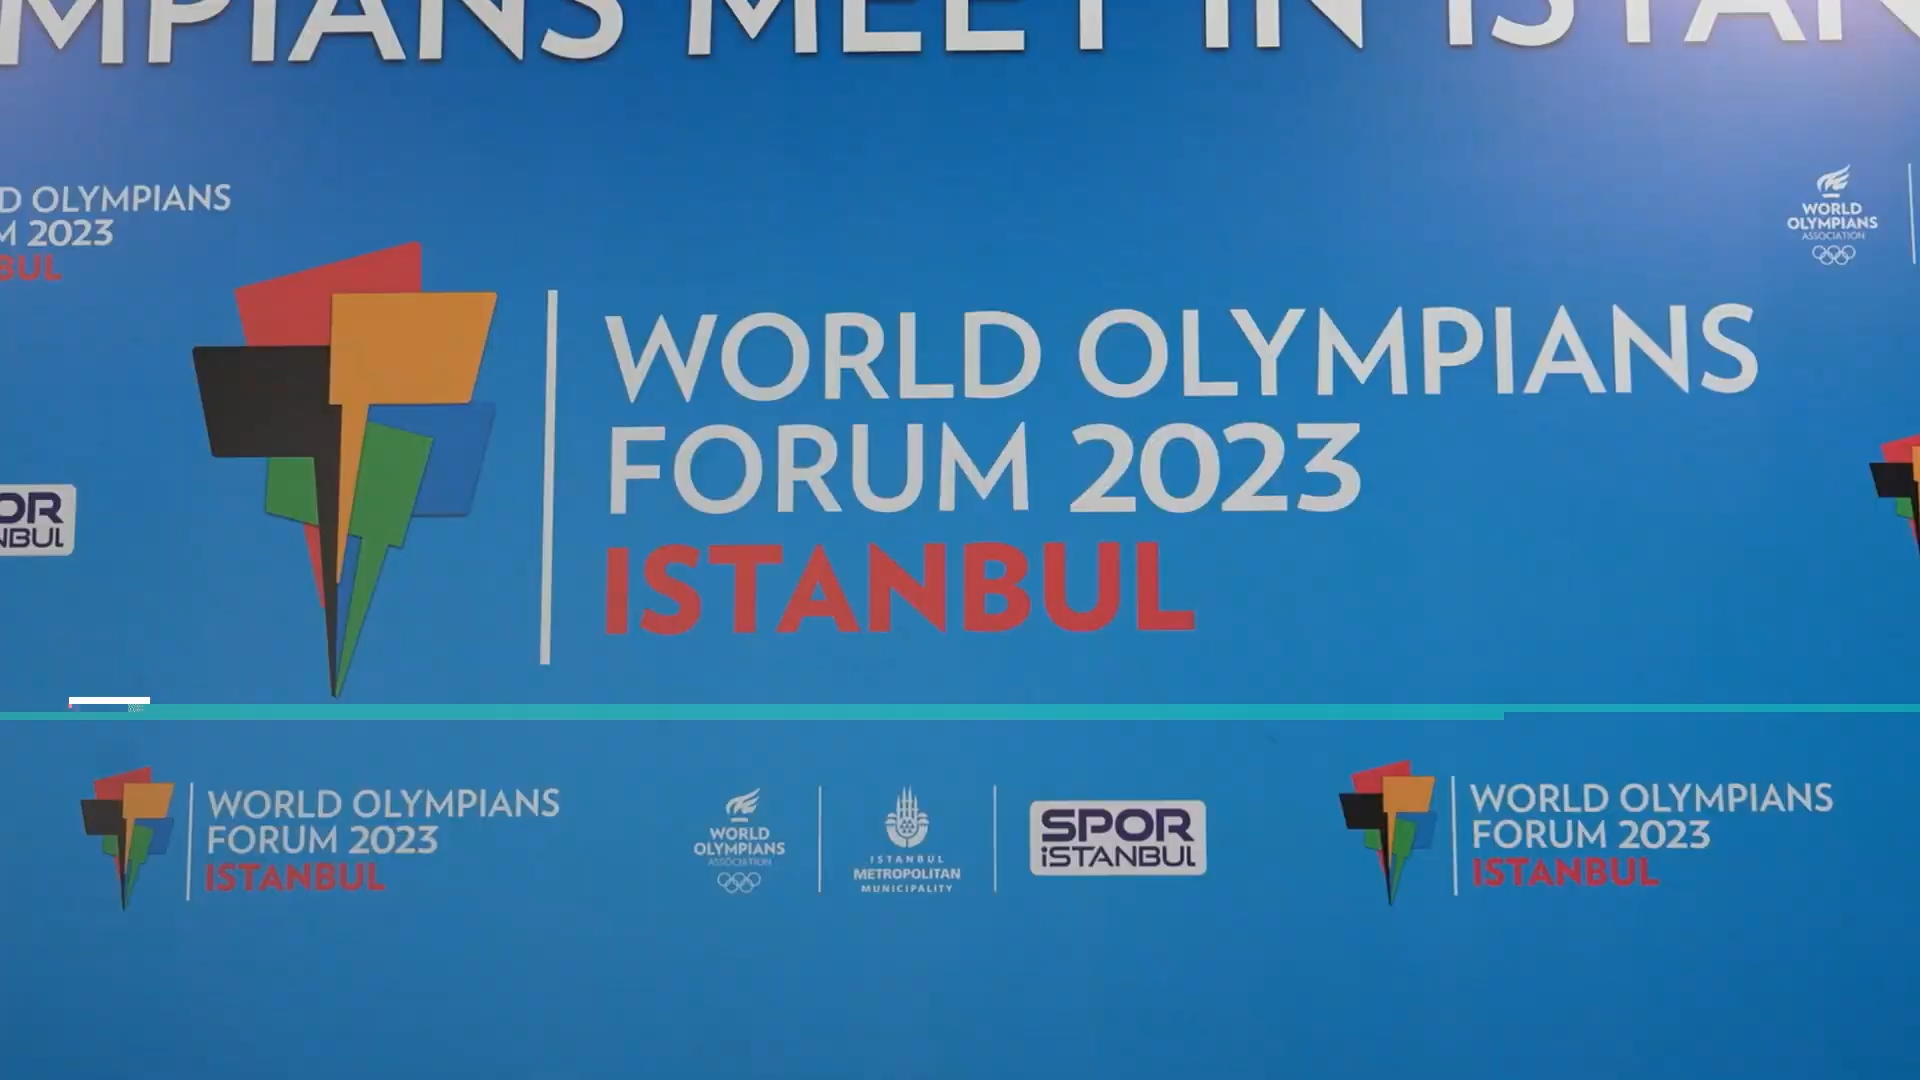 MPIANS MEET IN ISTAN
D OLYMPIANS
M 2023
BUL
WORLD
OLYMPIANS
ASSOCIATION
WORLD OLYMPIANS
FORUM 2023
ISTANBUL
OR
NBUL
WORLD OLYMPIANS
FORUM 2023
ISTANBUL
WORLD
OLYMPIANS
ASSOCIATION
ISTANBUL
METROPOLITAN
MUNICIPALITY
SPOR
iSTANBUL
WORLD OLYMPIANS
FORUM 2023
ISTANBUL